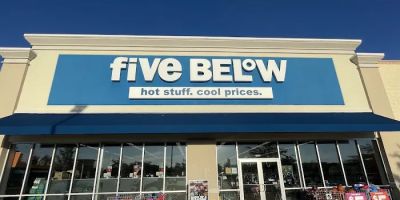 five BELOW
hot stuff. cool prices.